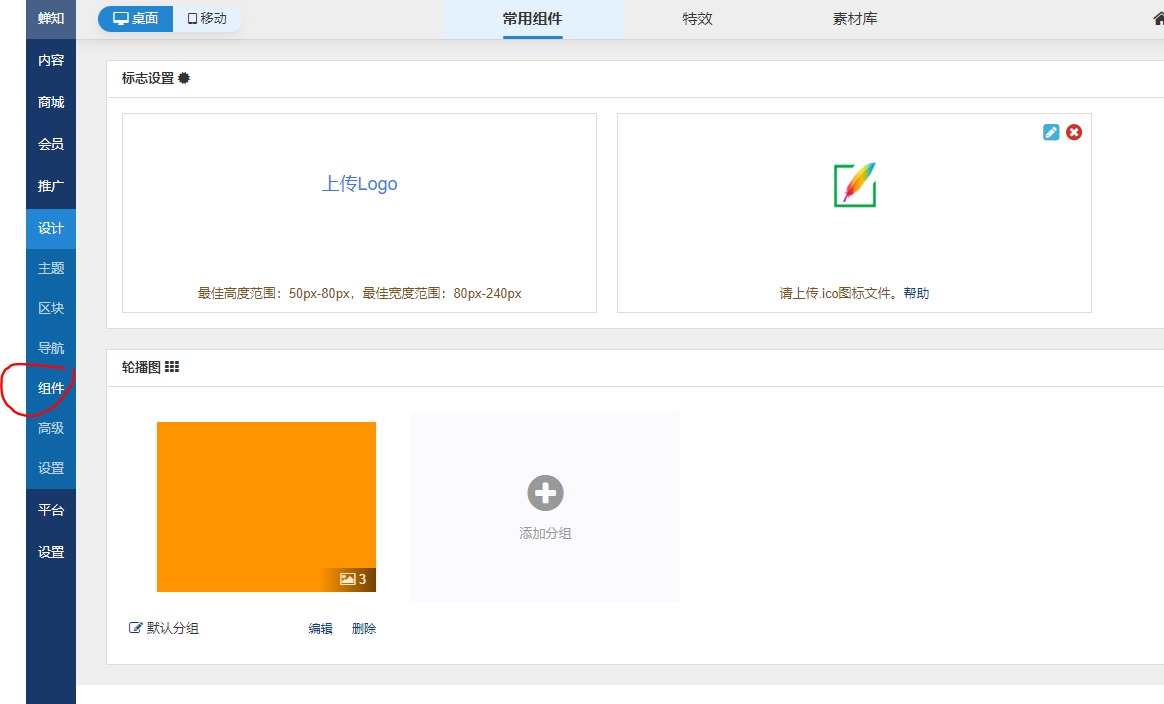 蝉知
桌面
移动
常用组件
特效
素材库
内容
商城
会员
推广
设计
主题
区块
导航
组件
高级
设置
平台
设置
标志设置
上传Logo
最佳高度范围：50px-80px，最佳宽度范围：80px-240px
请上传.ico图标文件。帮助
轮播图
3
添加分组
默认分组
编辑
删除